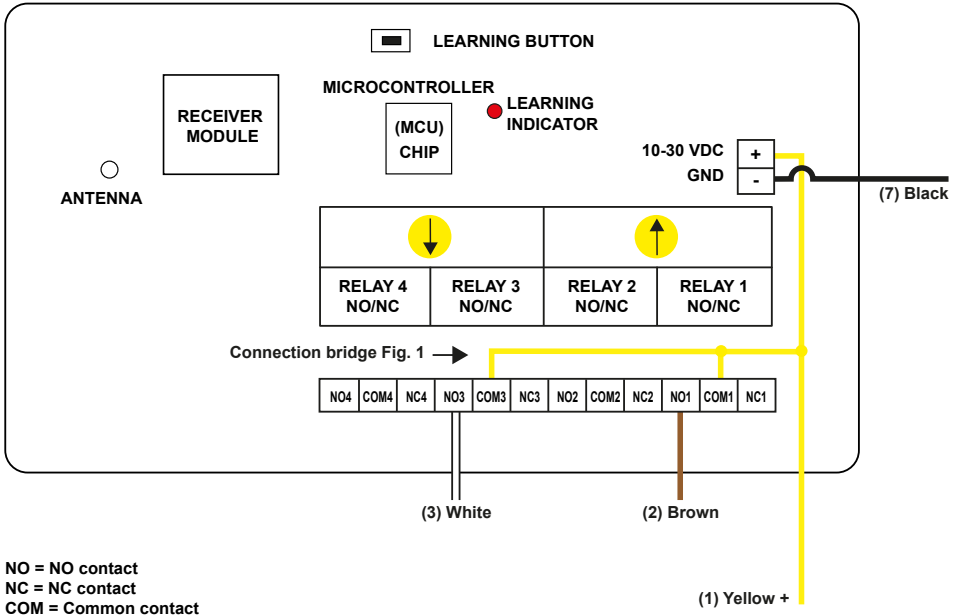 LEARNING BUTTON
MICROCONTROLLER
RECEIVER
MODULE
(MCU)
CHIP
LEARNING
INDICATOR
ANTENNA
10-30 VDC
+
GND
-
(7) Black
RELAY 4
NO/NC
RELAY 3
NO/NC
RELAY 2
NO/NC
RELAY 1
NO/NC
Connection bridge Fig. 1
NO4 COM4 NC4 NO3 COM3 NC3 NO2 COM2 NC2 NO1 COM1 NC1
(3) White
(2) Brown
NO = NO contact
NC = NC contact
COM = Common contact
(1) Yellow +